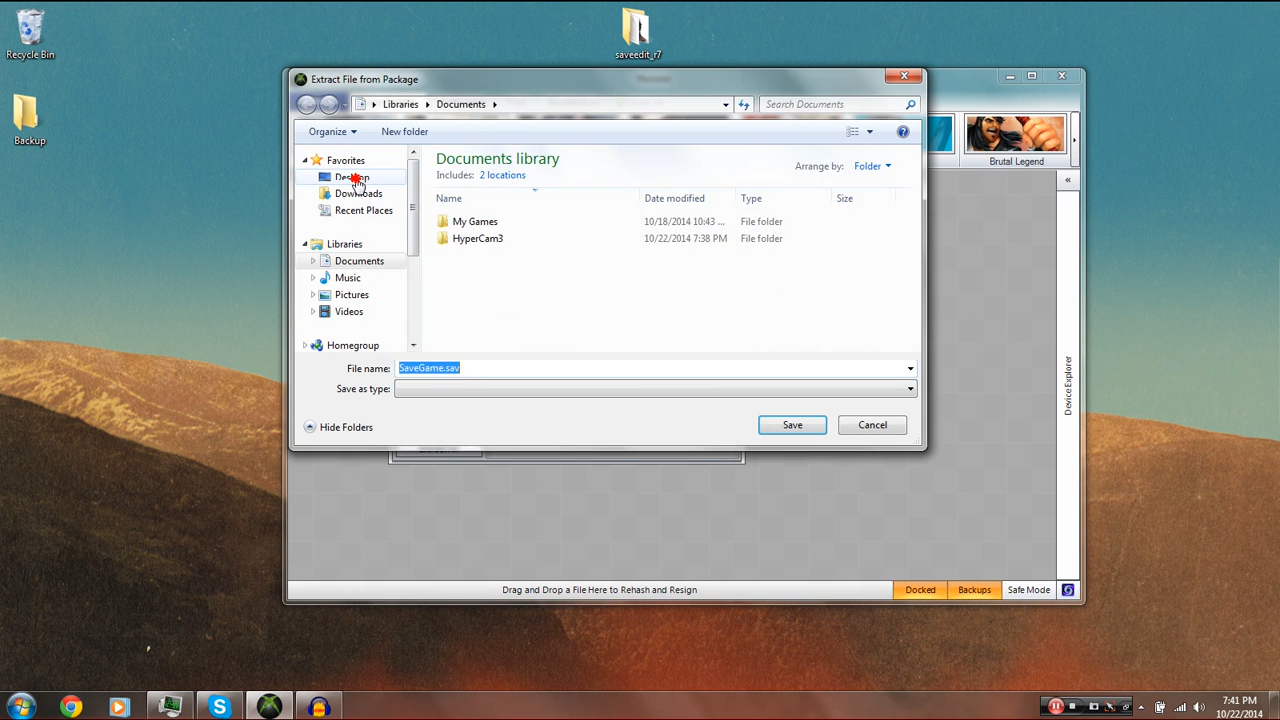 Recycle Bin
saveedit_r7
Backup
Extract File from Package
Libraries Documents
Search Documents
Organize New folder
Favorites
Desktop
Downloads
Recent Places
Libraries
Documents
Music
Pictures
Videos
Homegroup
Documents library
Includes: 2 locations
Arrange by: Folder
Name Date modified Type Size
My Games 10/18/2014 10:43 ... File folder
HyperCam3 10/22/2014 7:38 PM File folder
File name: SaveGame.sav
Save as type:
Hide Folders
Save Cancel
Brutal Legend
Device Explorer
Drag and Drop a File Here to Rehash and Resign
Docked Backups Safe Mode
7:41 PM
10/22/2014